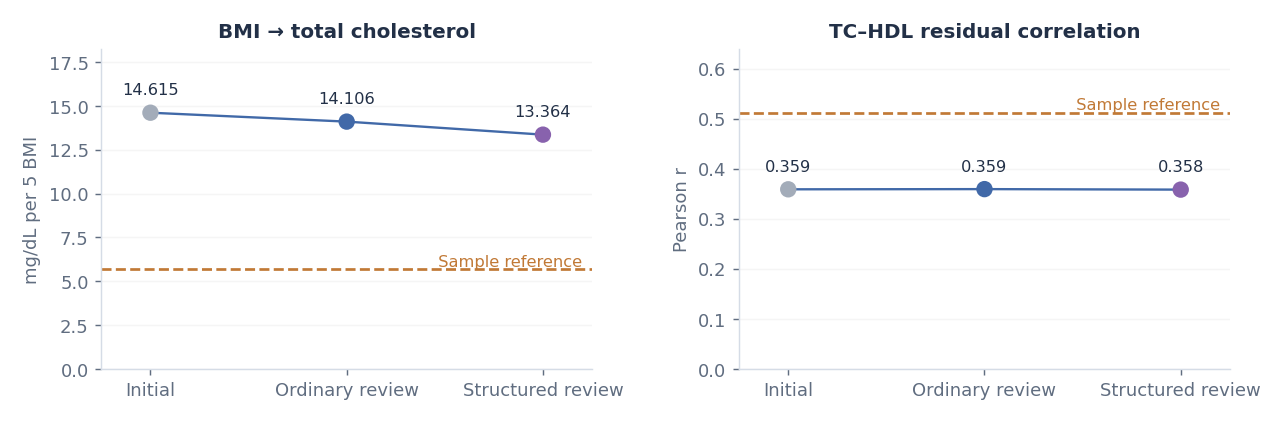 BMI → total cholesterol
mg/dL per 5 BMI
17.5
15.0
12.5
10.0
7.5
5.0
2.5
0.0
14.615
14.106
13.364
Sample reference
Initial
Ordinary review
Structured review
TC–HDL residual correlation
Pearson r
0.6
0.5
0.4
0.3
0.2
0.1
0.0
Sample reference
0.359
0.359
0.358
Initial
Ordinary review
Structured review